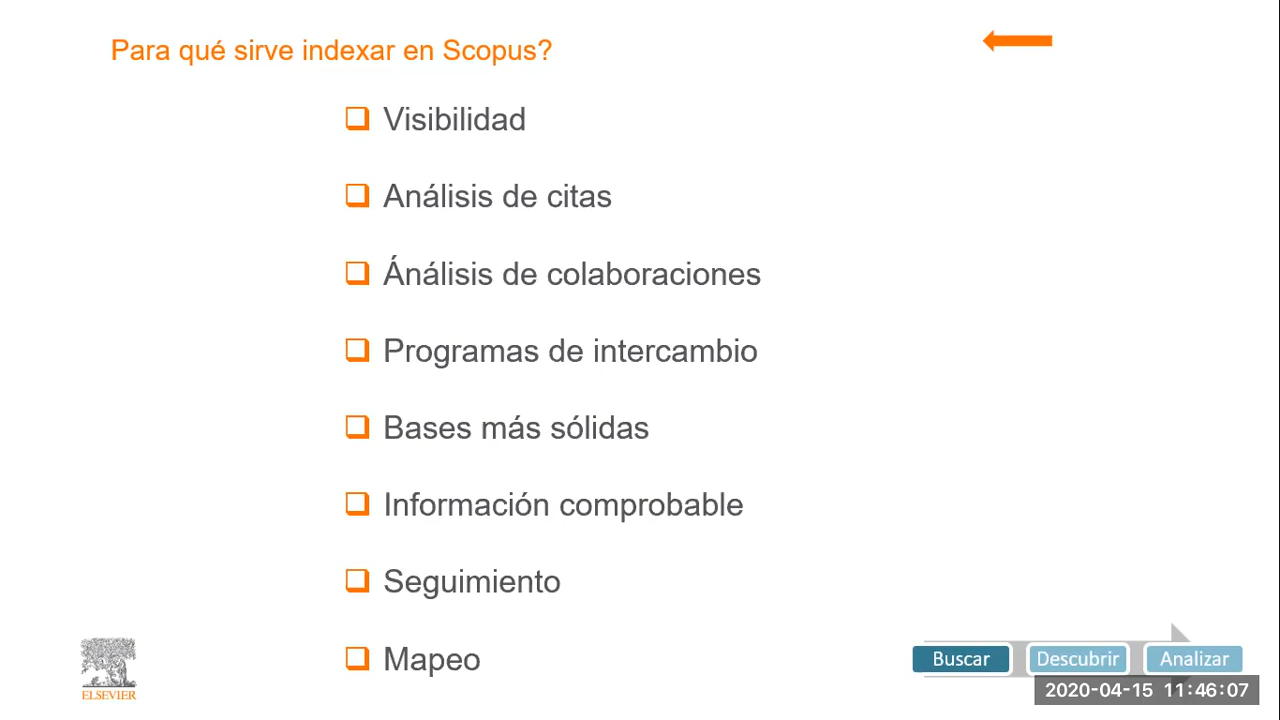 Para qué sirve indexar en Scopus?
Visibilidad
Análisis de citas
Ánálisis de colaboraciones
Programas de intercambio
Bases más sólidas
Información comprobable
Seguimiento
Mapeo
ELSEVIER
Buscar
Descubrir
Analizar
2020-04-15 11:46:07